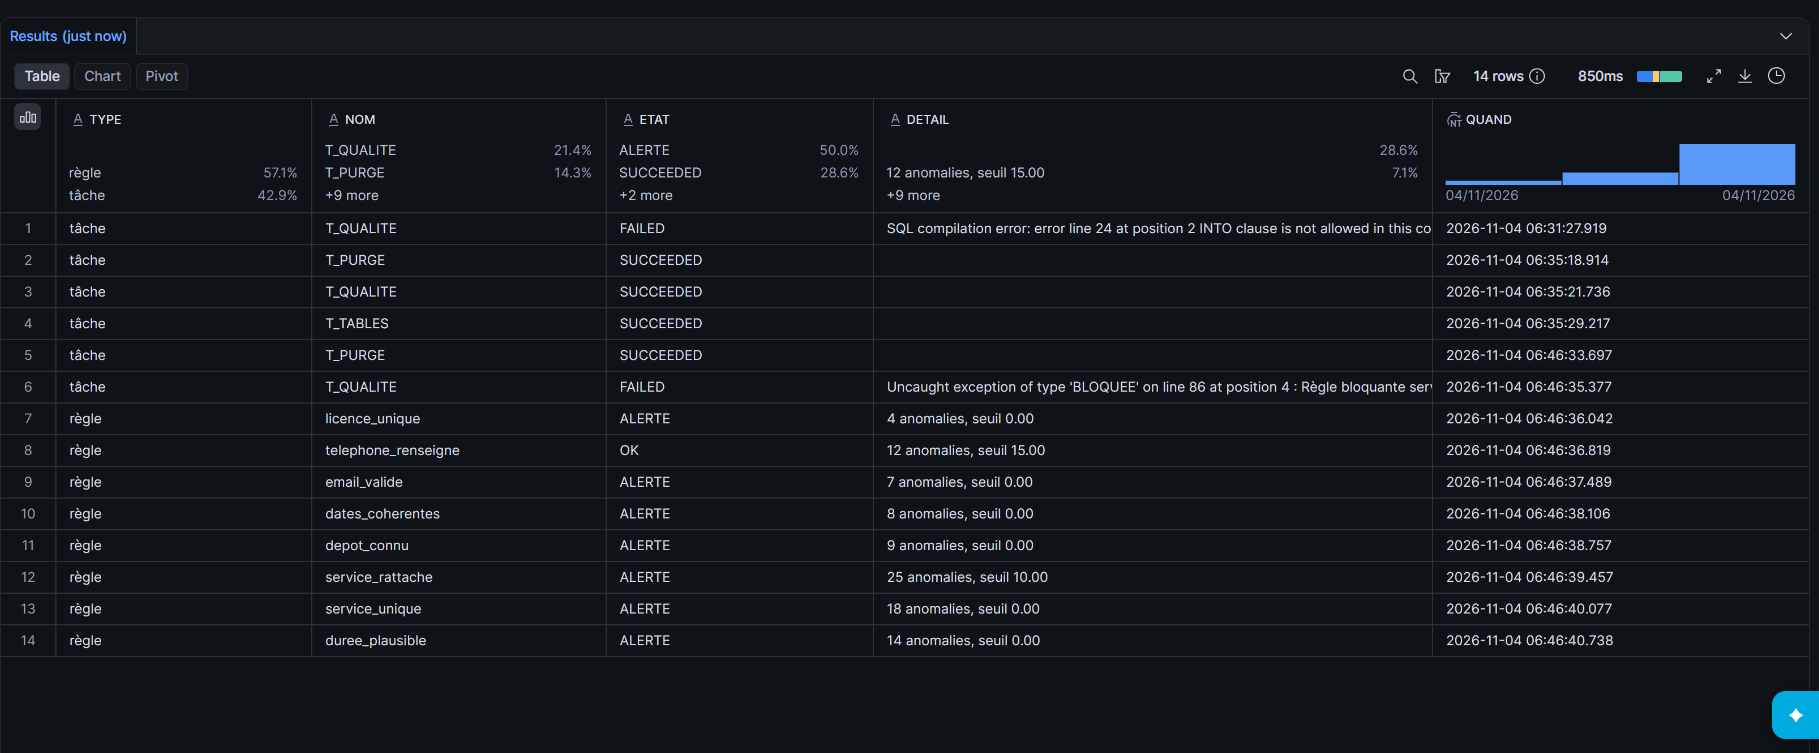 Results (just now)
Table Chart Pivot 14 rows 850ms
TYPE NOM ETAT DETAIL QUAND
T_QUALITE 21.4% ALERTE 50.0% 28.6%
règle 57.1% T_PURGE 14.3% SUCCEEDED 28.6% 12 anomalies, seuil 15.00 7.1%
tâche 42.9% +9 more +2 more +9 more 04/11/2026 04/11/2026
1 tâche T_QUALITE FAILED SQL compilation error: error line 24 at position 2 INTO clause is not allowed in this co 2026-11-04 06:31:27.919
2 tâche T_PURGE SUCCEEDED 2026-11-04 06:35:18.914
3 tâche T_QUALITE SUCCEEDED 2026-11-04 06:35:21.736
4 tâche T_TABLES SUCCEEDED 2026-11-04 06:35:29.217
5 tâche T_PURGE SUCCEEDED 2026-11-04 06:46:33.697
6 tâche T_QUALITE FAILED Uncaught exception of type 'BLOQUEE' on line 86 at position 4 : Règle bloquante ser 2026-11-04 06:46:35.377
7 règle licence_unique ALERTE 4 anomalies, seuil 0.00 2026-11-04 06:46:36.042
8 règle telephone_renseigne OK 12 anomalies, seuil 15.00 2026-11-04 06:46:36.819
9 règle email_valide ALERTE 7 anomalies, seuil 0.00 2026-11-04 06:46:37.489
10 règle dates_coherentes ALERTE 8 anomalies, seuil 0.00 2026-11-04 06:46:38.106
11 règle depot_connu ALERTE 9 anomalies, seuil 0.00 2026-11-04 06:46:38.757
12 règle service_rattache ALERTE 25 anomalies, seuil 10.00 2026-11-04 06:46:39.457
13 règle service_unique ALERTE 18 anomalies, seuil 0.00 2026-11-04 06:46:40.077
14 règle duree_plausible ALERTE 14 anomalies, seuil 0.00 2026-11-04 06:46:40.738